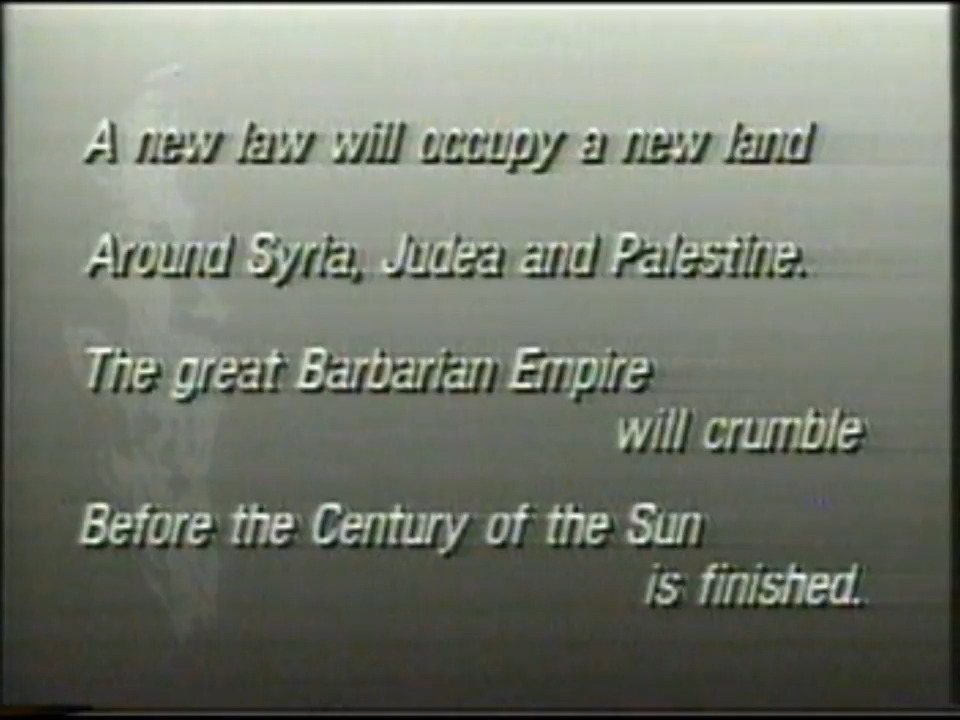 A new law will occupy a new land
Around Syria, Judea and Palestine.
The great Barbarian Empire
will crumble
Before the Century of the Sun
is finished.